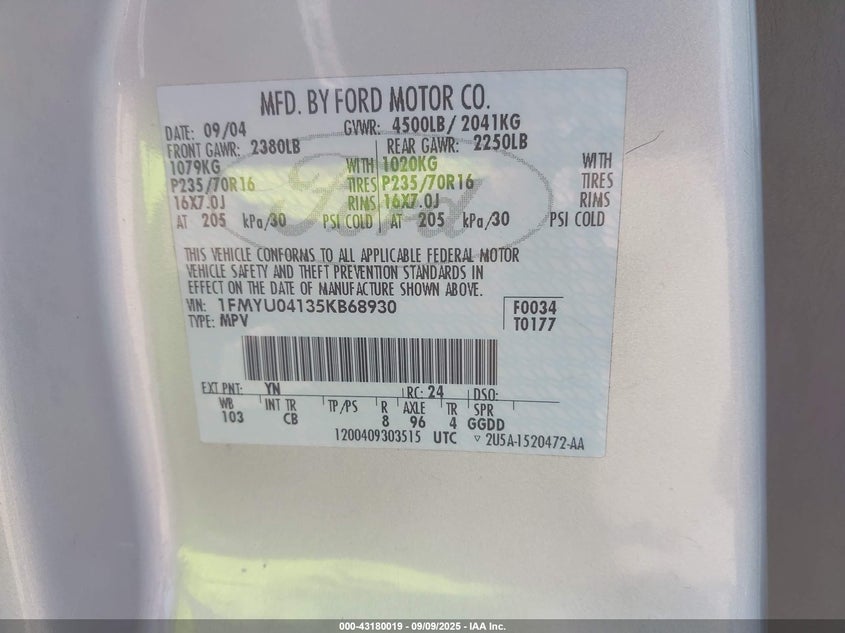 MFD. BY FORD MOTOR CO.
DATE: 09/04 GVWR: 4500LB/ 2041KG
FRONT GAWR: 2380LB REAR GAWR: 2250LB
1079KG WITH 1020KG WITH
P235/70R16 TIRES P235/70R16 TIRES
16X7.0J RIMS 16X7.0J RIMS
AT 205 kPa/30 PSI COLD AT 205 kPa/30 PSI COLD
Ford
THIS VEHICLE CONFORMS TO ALL APPLICABLE FEDERAL MOTOR
VEHICLE SAFETY AND THEFT PREVENTION STANDARDS IN
EFFECT ON THE DATE OF MANUFACTURE SHOWN ABOVE.
VIN: 1FMYU04135KB68930 F0034
TYPE: MPV T0177
EXT PNT: YN RC: 24 DSO:
WB INT TR TP/PS R AXLE TR SPR
103 CB 8 96 4 GGDD
1200409303515 UTC ▽ 2U5A-1520472-AA
000-43180019 - 09/09/2025 - IAA Inc.